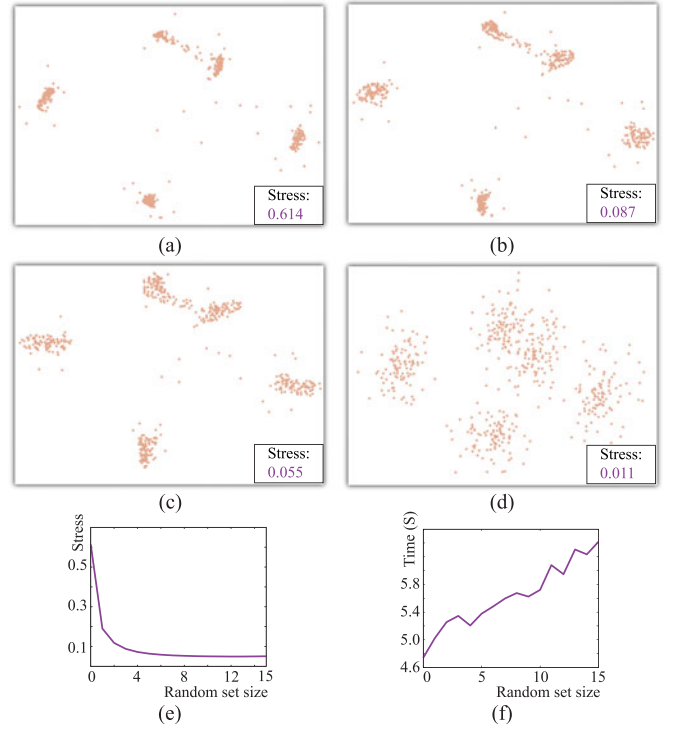 Stress:
0.614
Stress:
0.087
(a)
(b)
Stress:
0.055
Stress:
0.011
(c)
(d)
Stress
0.5
0.3
0.1
0 4 8 12 15
Random set size
(e)
Time (S)
5.8
5.4
5.0
4.6
0 5 10 15
Random set size
(f)